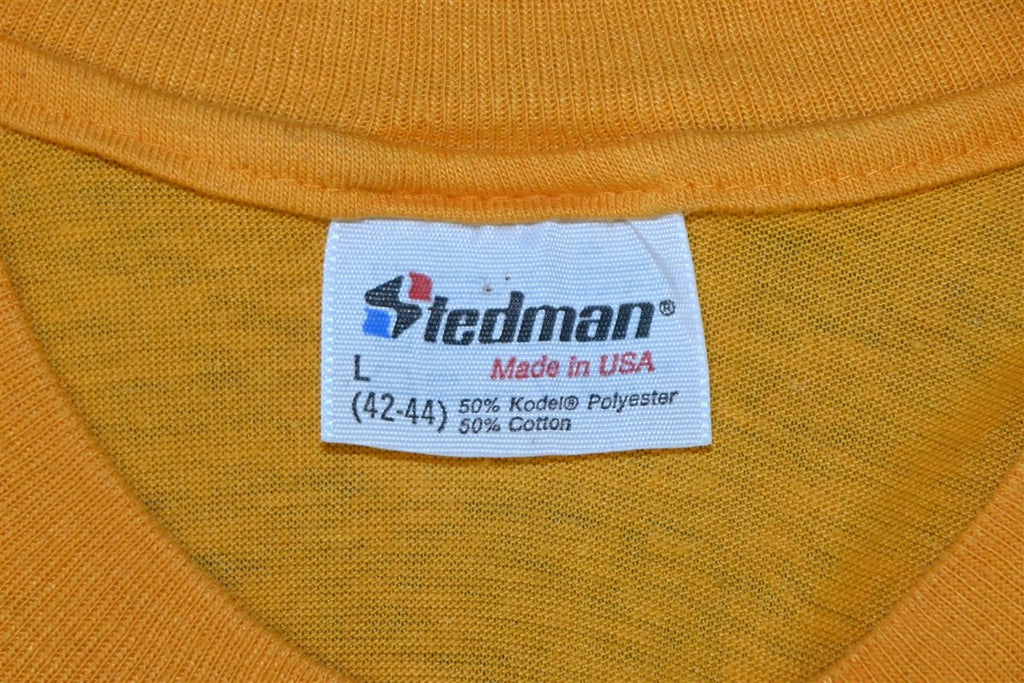 Stedman®
Made in USA
L
(42-44)
50% Kodel® Polyester
50% Cotton